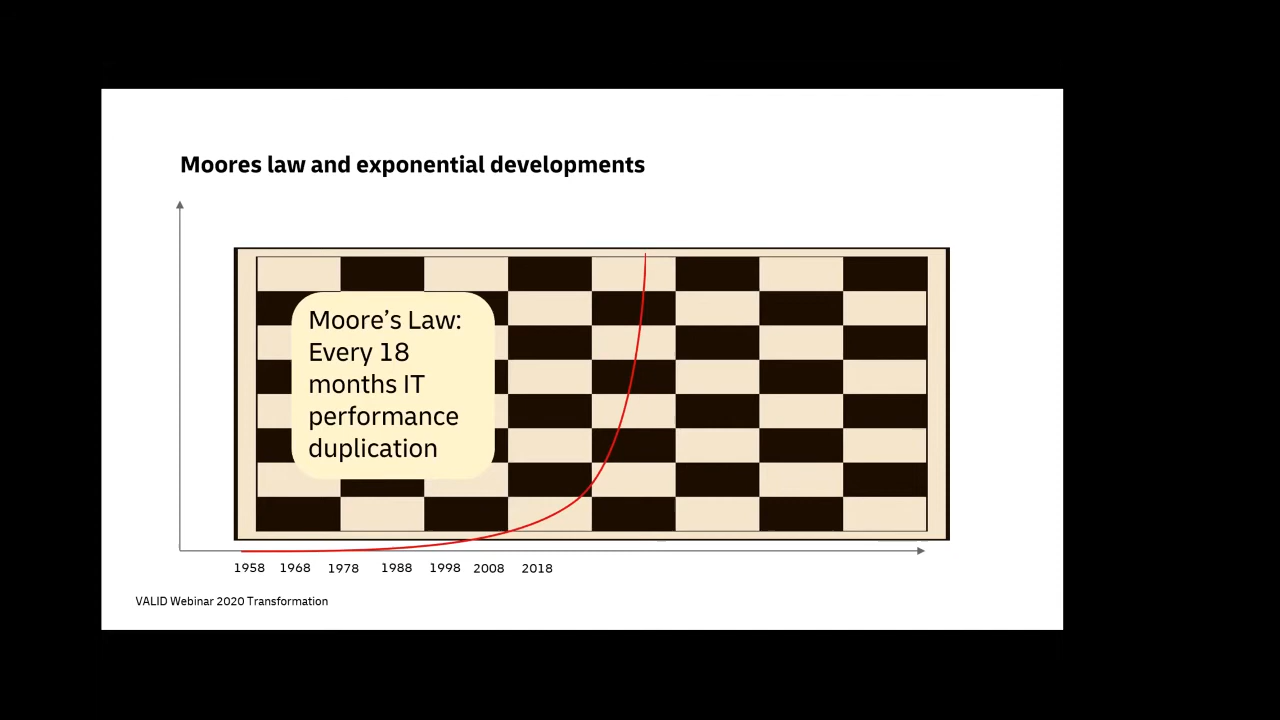 Moores law and exponential developments
Moore’s Law:
Every 18
months IT
performance
duplication
1958 1968 1978 1988 1998 2008 2018
VALID Webinar 2020 Transformation